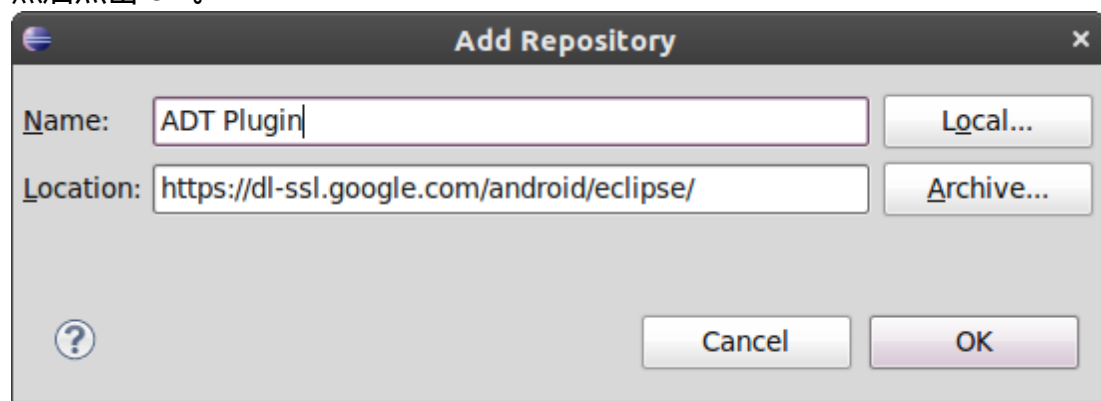 Add Repository
Name: ADT Plugin Local...
Location: https://dl-ssl.google.com/android/eclipse/ Archive...
Cancel OK